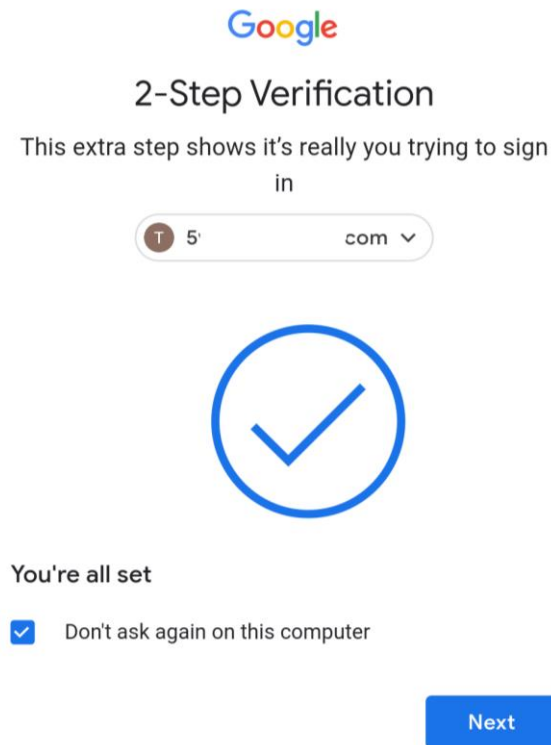 Google
2-Step Verification
This extra step shows it’s really you trying to sign
in
T 5 com
You're all set
Don't ask again on this computer
Next